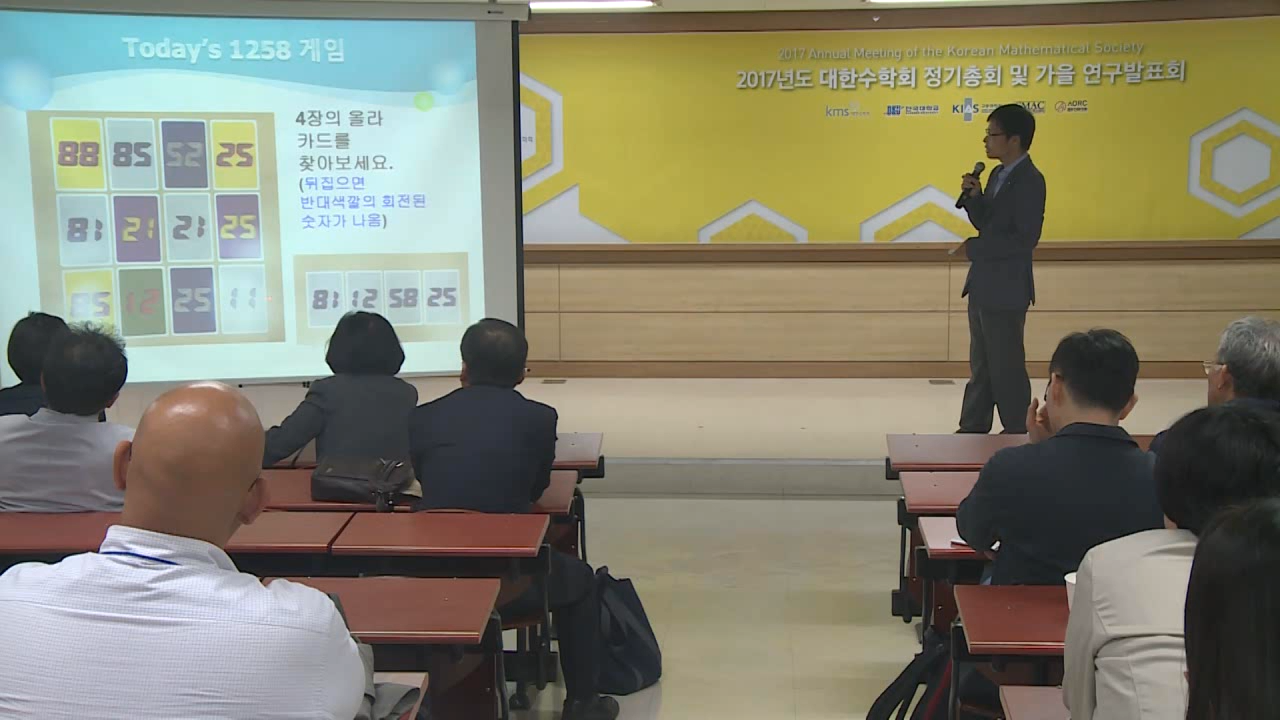 Today's 1258 게임
4장의 올라
카드를
찾아보세요.
(뒤집으면
반대색깔의 회전된
숫자가 나옴)
88 85 52 25
81 21 21 25
85 12 25 11
81 12 58 25
2017 Annual Meeting of the Korean Mathematical Society
2017년도 대한수학회 정기총회 및 가을 연구발표회
kms